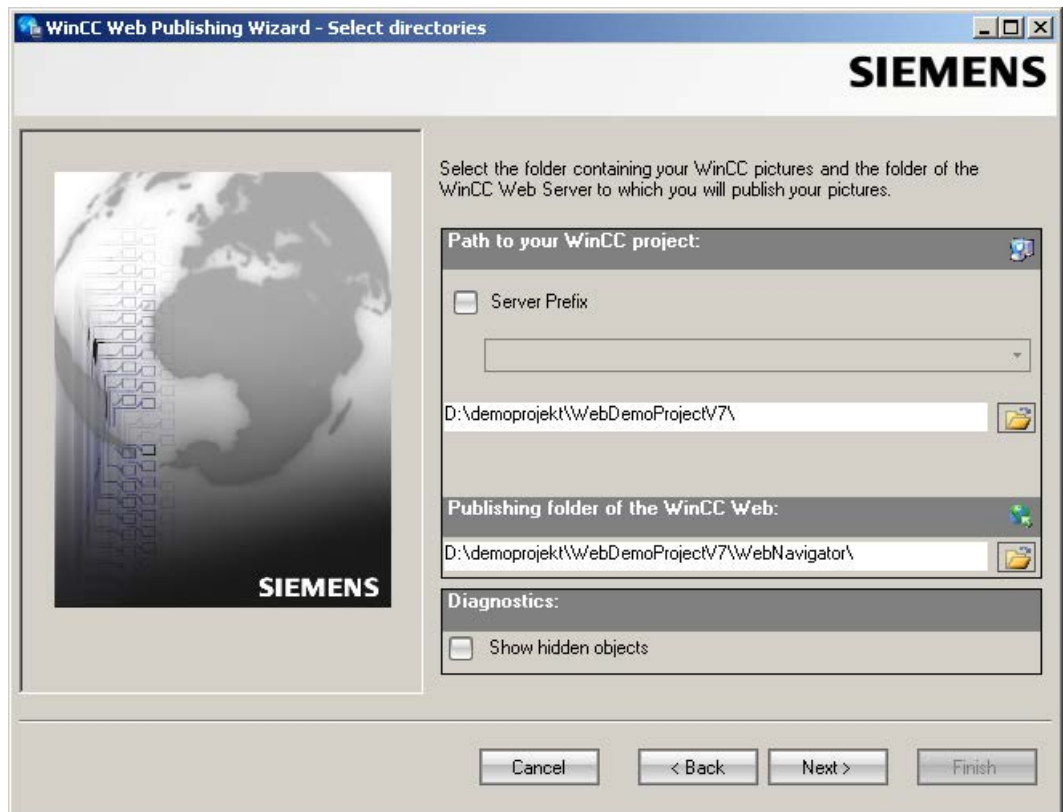 WinCC Web Publishing Wizard - Select directories
SIEMENS
Select the folder containing your WinCC pictures and the folder of the
WinCC Web Server to which you will publish your pictures.
Path to your WinCC project:
Server Prefix
D:\demoprojekt\WebDemoProjectV7\
Publishing folder of the WinCC Web:
D:\demoprojekt\WebDemoProjectV7\WebNavigator\
SIEMENS
Diagnostics:
Show hidden objects
Cancel
< Back
Next >
Finish